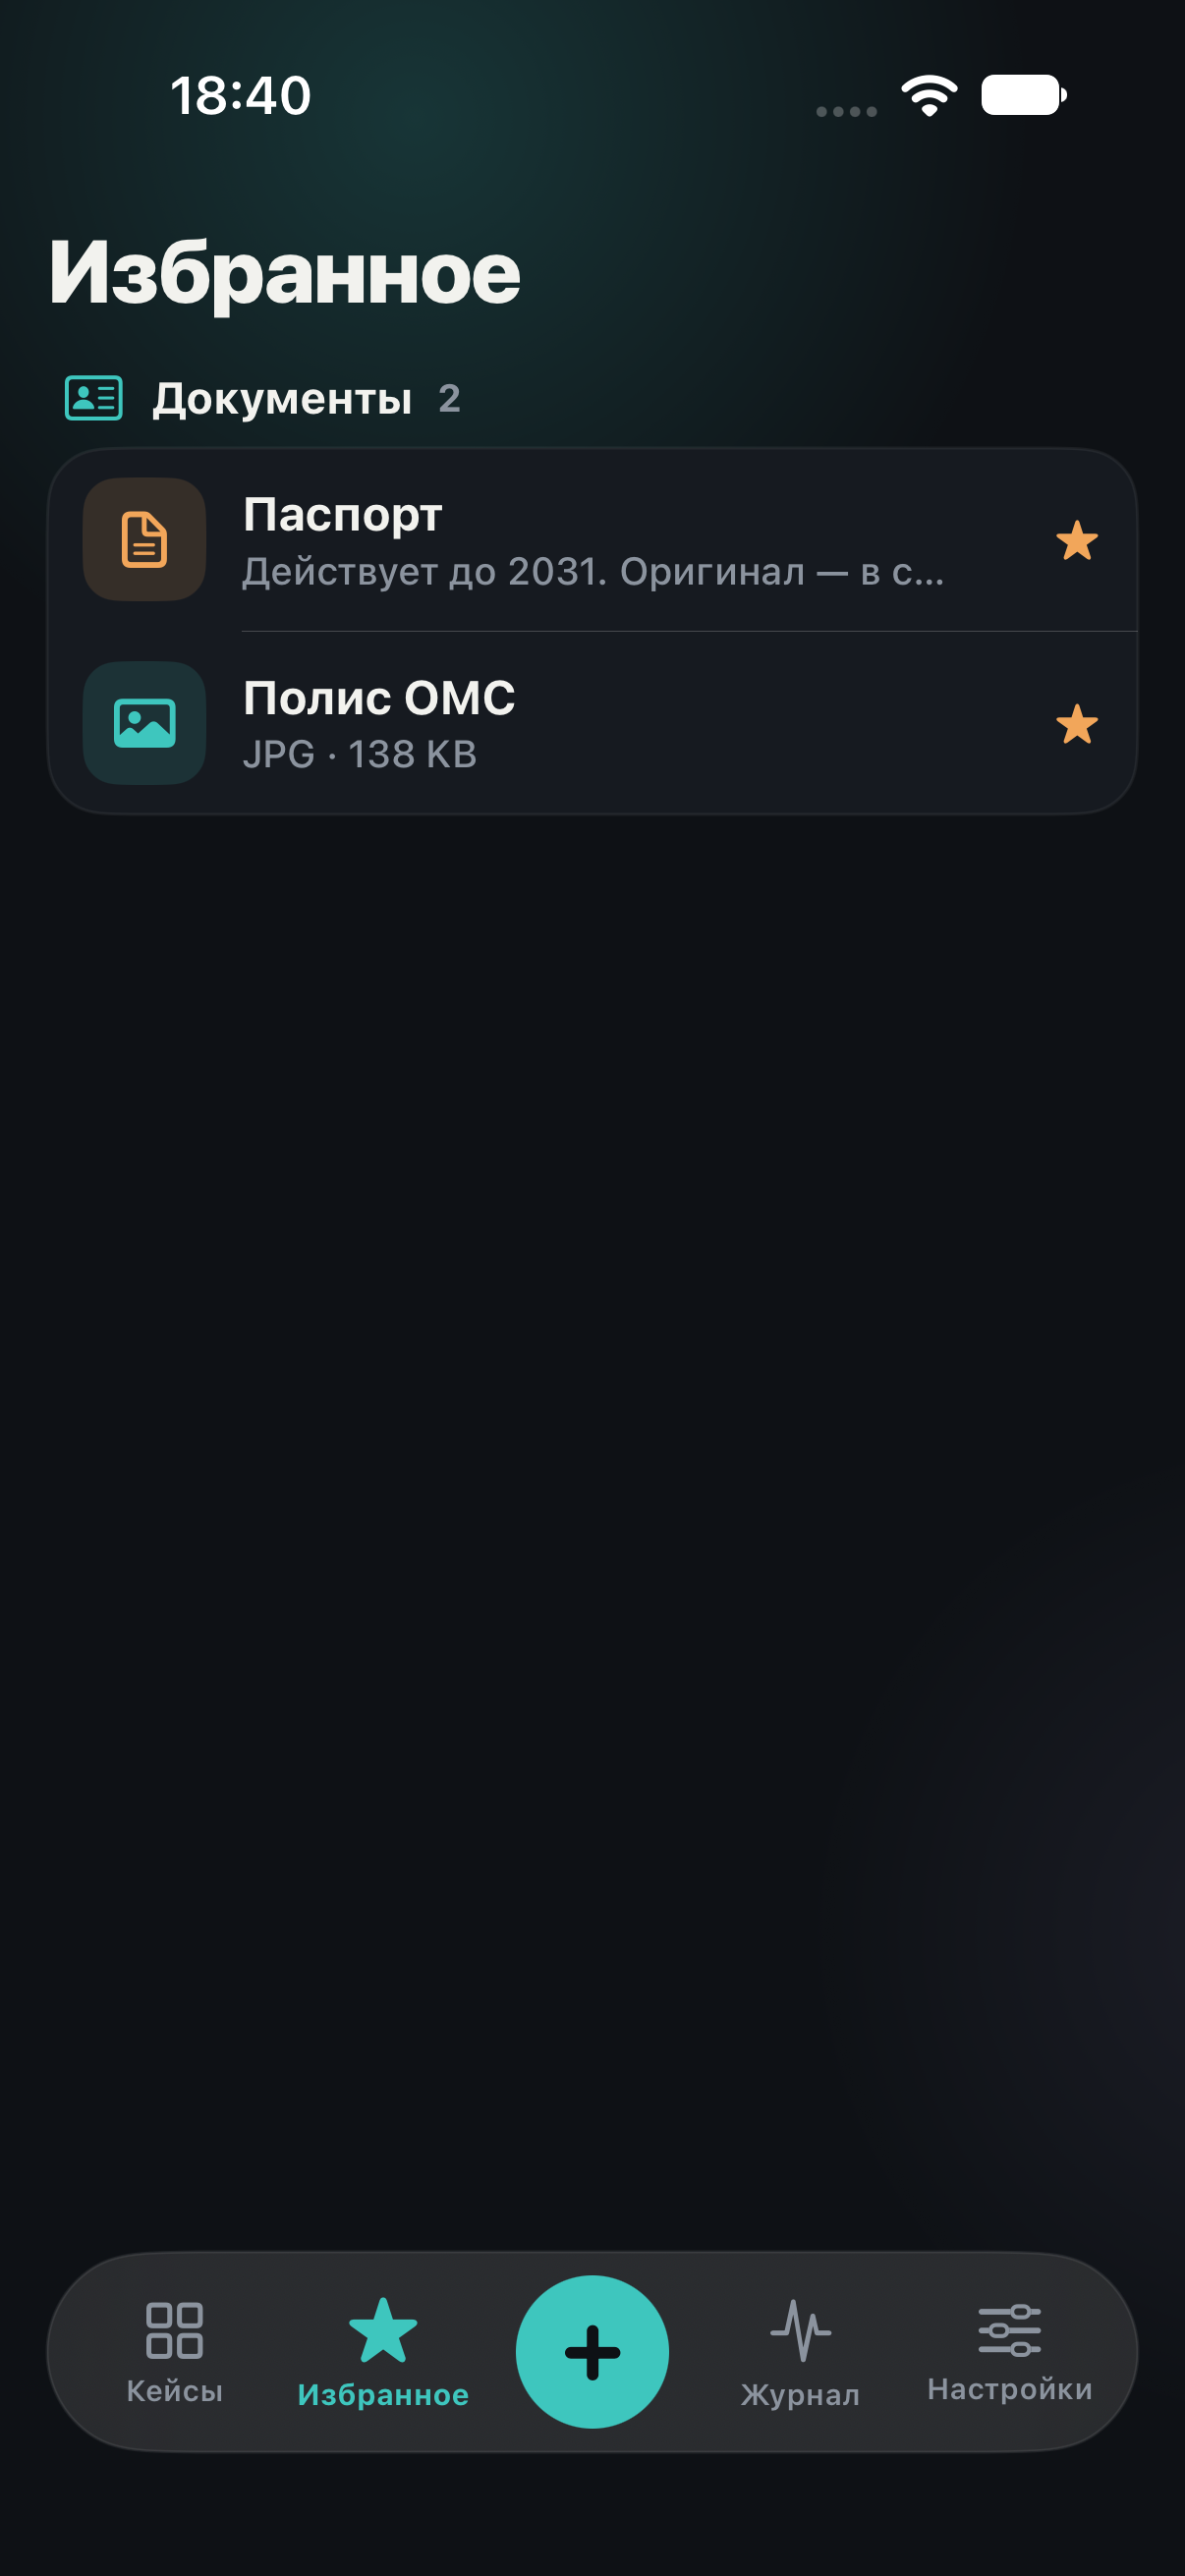 18:40
Избранное
Документы 2
Паспорт
Действует до 2031. Оригинал — в с...
Полис ОМС
JPG · 138 KB
Кейсы
Избранное
Журнал
Настройки